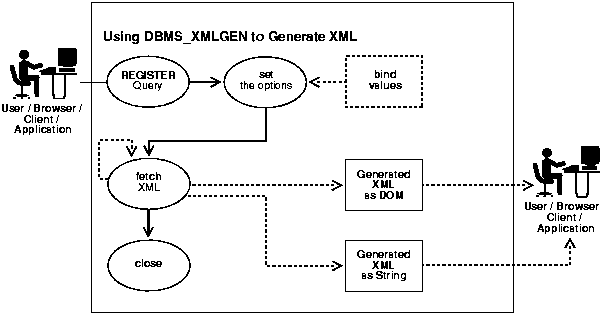 Using DBMS_XMLGEN to Generate XML
User / Browser /
Client /
Application
REGISTER
Query
set
the options
bind
values
fetch
XML
Generated
XML
as DOM
User / Browser
Client /
Application
close
Generated
XML
as String